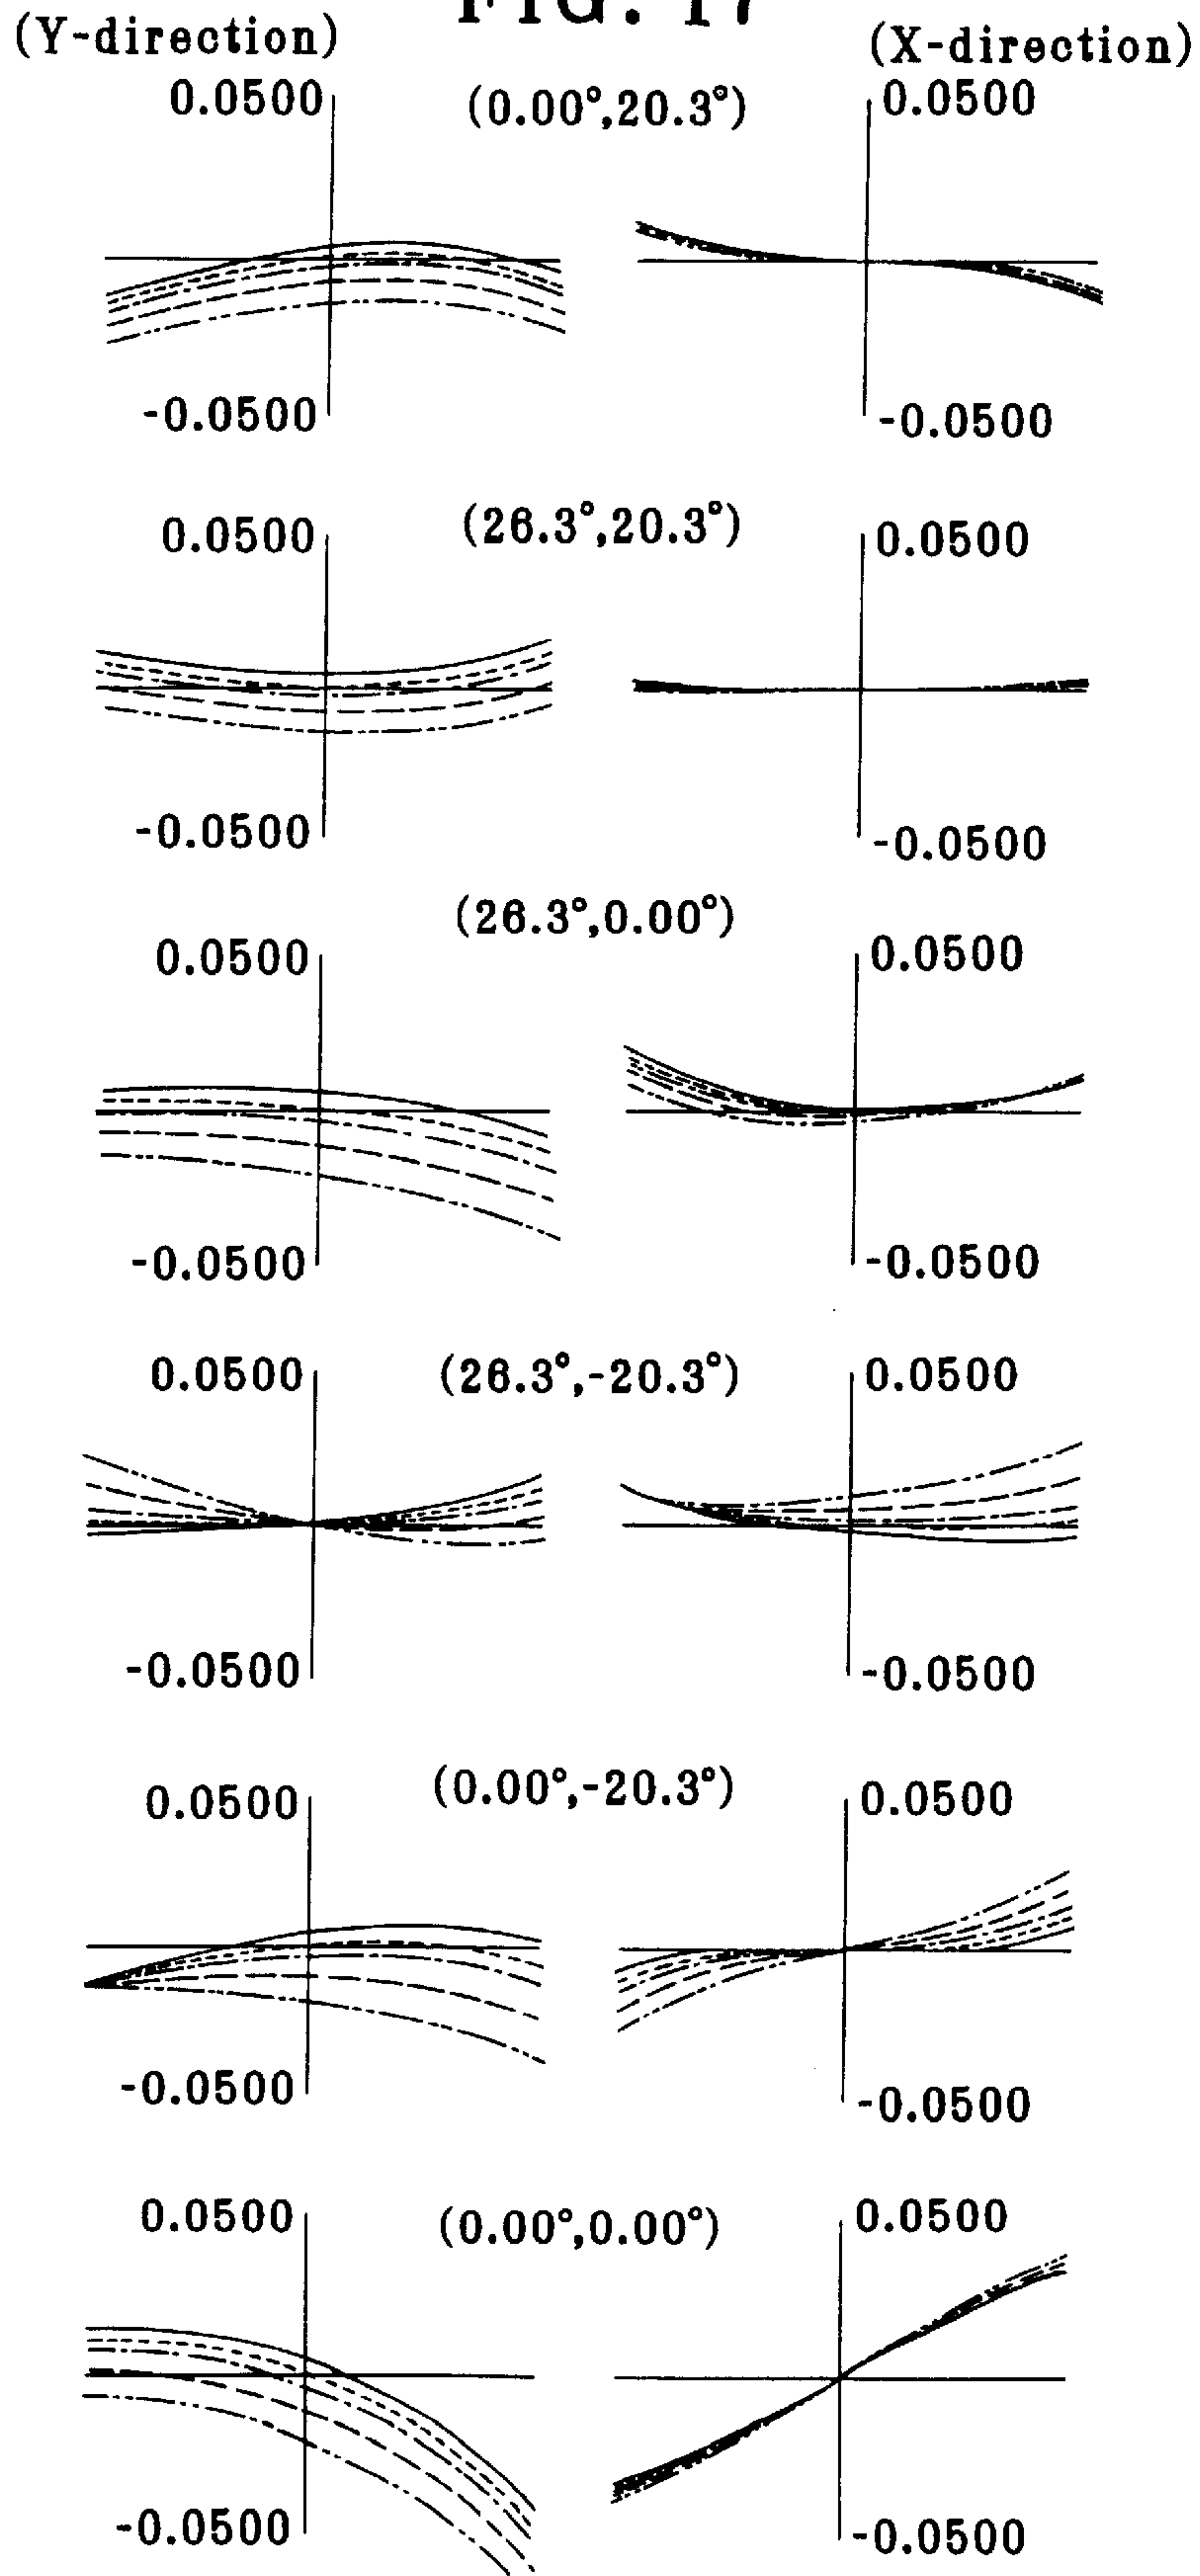 FIG. 17
(Y-direction) (X-direction)
0.0500 (0.00°,20.3°) 0.0500
-0.0500 -0.0500
0.0500 (26.3°,20.3°) 0.0500
-0.0500 -0.0500
(26.3°,0.00°)
0.0500 0.0500
-0.0500 -0.0500
0.0500 (26.3°,-20.3°) 0.0500
-0.0500 -0.0500
0.0500 (0.00°,-20.3°) 0.0500
-0.0500 -0.0500
0.0500 (0.00°,0.00°) 0.0500
-0.0500 -0.0500